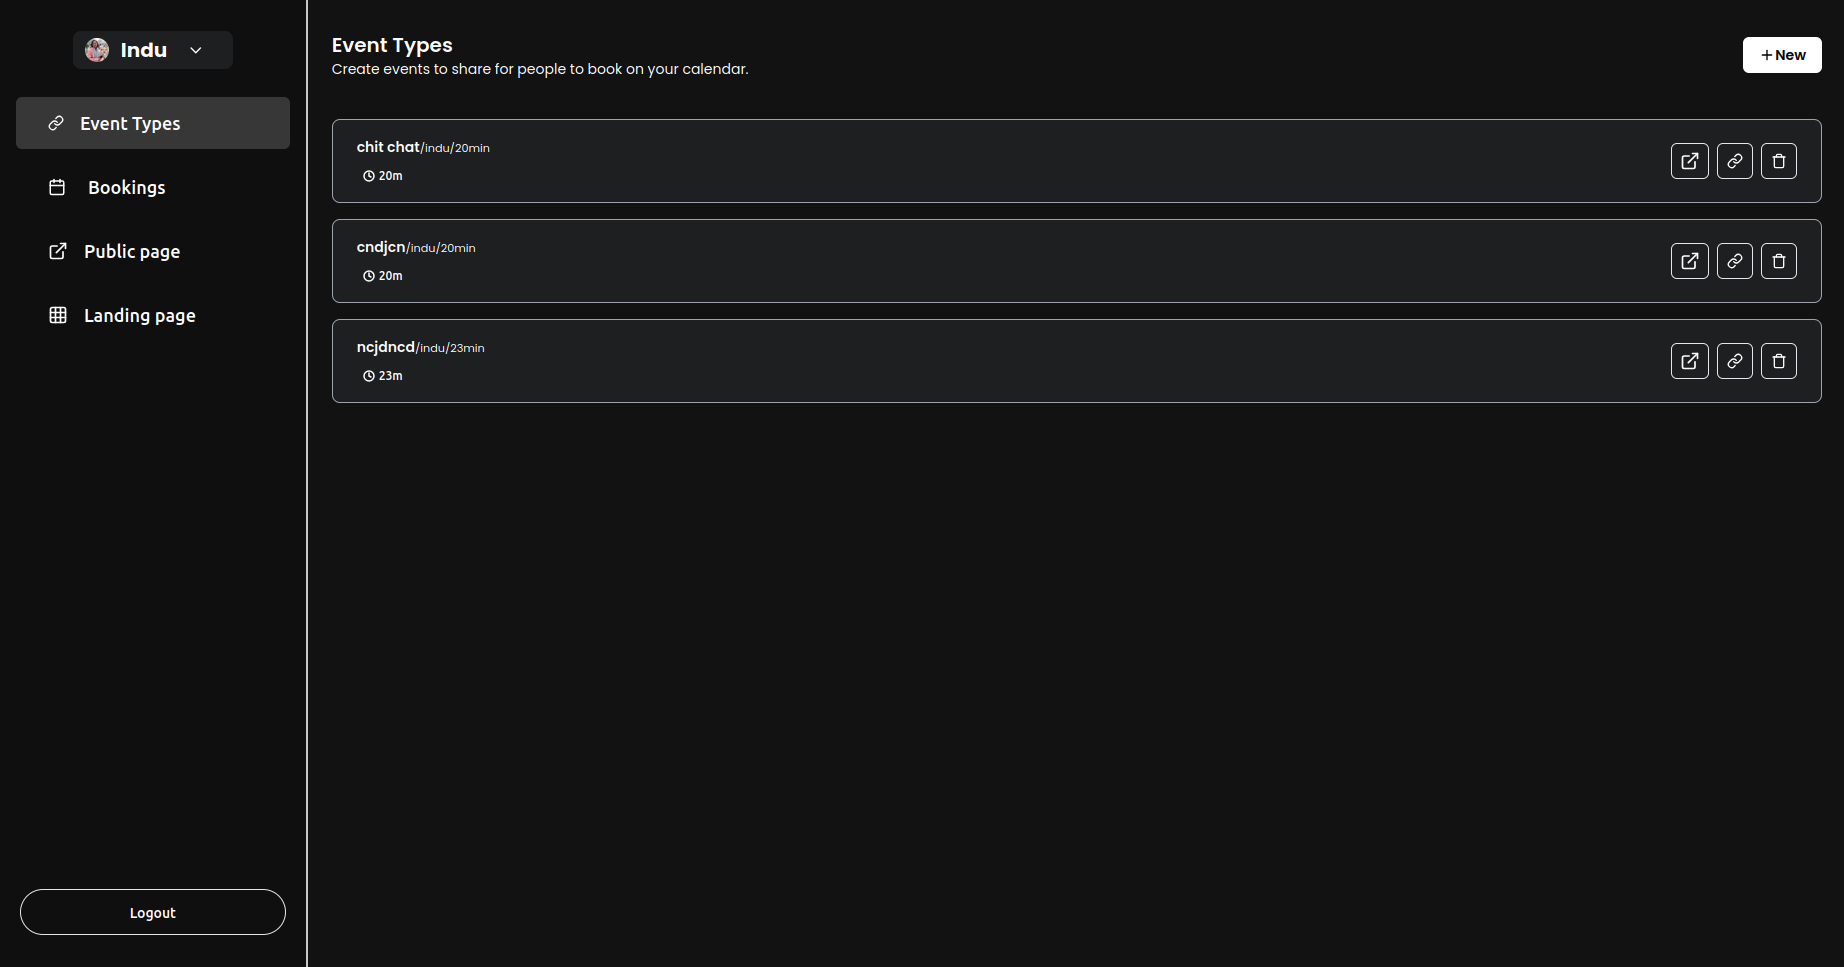 Indu
Event Types
Bookings
Public page
Landing page
Logout
Event Types
Create events to share for people to book on your calendar.
New
chit chat/indu/20min
20m
cndjcn/indu/20min
20m
ncjdncd/indu/23min
23m